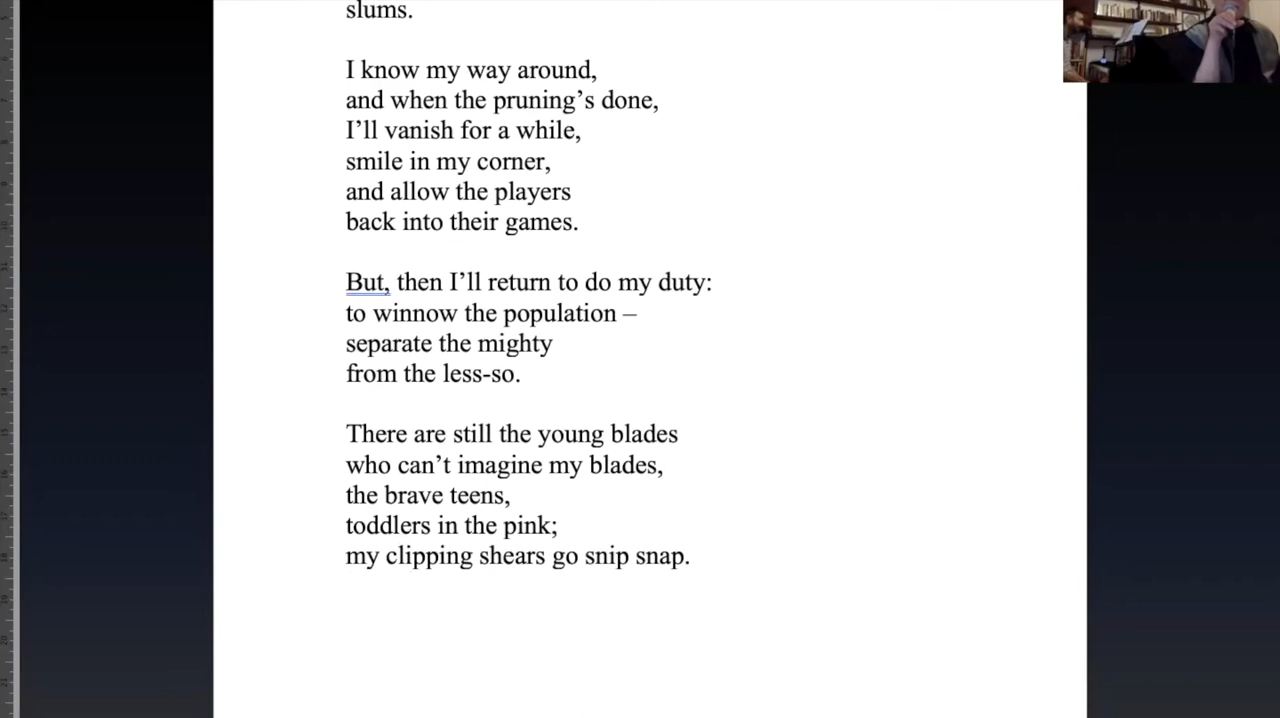 slums.
I know my way around,
and when the pruning’s done,
I’ll vanish for a while,
smile in my corner,
and allow the players
back into their games.
But, then I’ll return to do my duty:
to winnow the population –
separate the mighty
from the less-so.
There are still the young blades
who can’t imagine my blades,
the brave teens,
toddlers in the pink;
my clipping shears go snip snap.